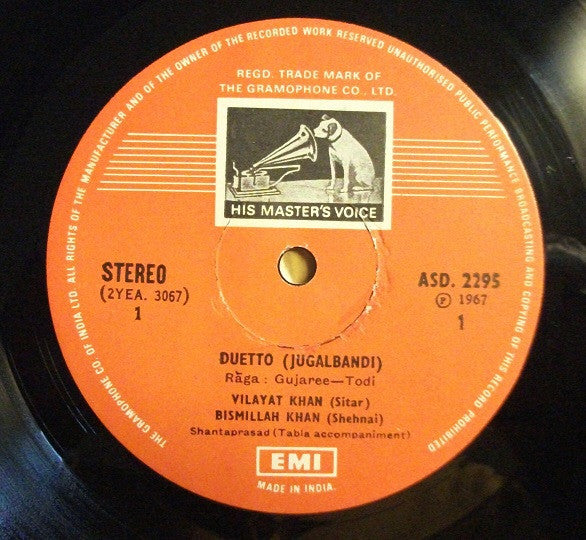 THE GRAMOPHONE CO. OF INDIA LTD. ALL RIGHTS OF THE MANUFACTURER AND OF THE OWNER OF THE RECORDED WORK RESERVED UNAUTHORISED PUBLIC PERFORMANCE BROADCASTING AND COPYING OF THIS RECORD PROHIBITED
REGD. TRADE MARK OF
THE GRAMOPHONE CO., LTD.
HIS MASTER'S VOICE
STEREO
(2YEA. 3067)
1
ASD. 2295
℗ 1967
1
DUETTO (JUGALBANDI)
Rāga : Gujaree—Todi
VILAYAT KHAN (Sitar)
BISMILLAH KHAN (Shehnai)
Shantaprasad (Tabla accompaniment)
EMI
MADE IN INDIA.